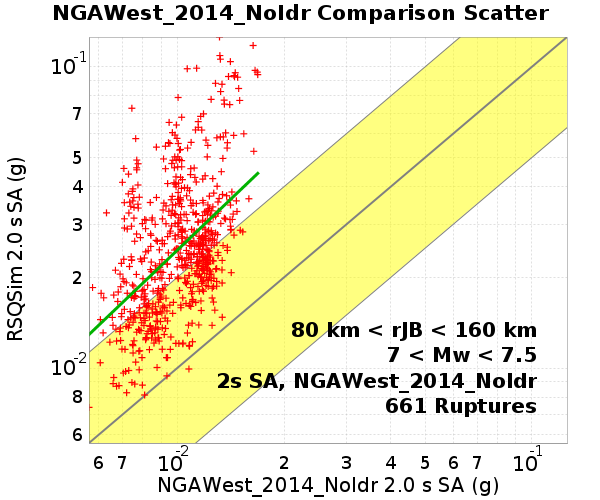 NGAWest_2014_NoIdr Comparison Scatter
RSQSim 2.0 s SA (g)
10⁻¹
7
5
4
3
2
10⁻²
8
6
80 km < rJB < 160 km
7 < Mw < 7.5
2s SA, NGAWest_2014_NoIdr
661 Ruptures
6 7 10⁻² 2 3 4 5 6 7 10⁻¹
NGAWest_2014_NoIdr 2.0 s SA (g)